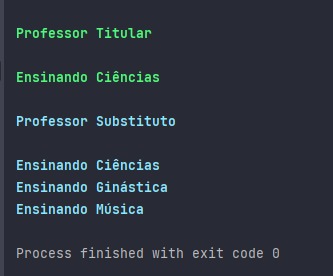 Professor Titular
Ensinando Ciências
Professor Substituto
Ensinando Ciências
Ensinando Ginástica
Ensinando Música
Process finished with exit code 0